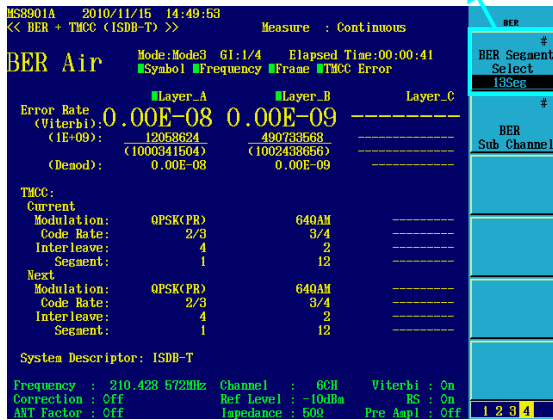 MS8901A 2010/11/15 14:49:53
<< BER + TMCC (ISDB-T) >> Measure : Continuous
BER
BER Air Mode:Mode3 GI:1/4 Elapsed Time:00:00:41
Symbol Frequency Frame TMCC Error
#
BER Segment
Select
13Seg
#
BER
Sub Channel
Layer_A Layer_B Layer_C
Error Rate
(Viterbi): 0.00E-08 0.00E-09 ----------
(1E+09): 12058624 490733568 ----------
(1000341504) (1002438656) ----------
(Demod): 0.00E-08 0.00E-09 ----------
TMCC:
Current
Modulation: QPSK(PR) 64QAM ----------
Code Rate: 2/3 3/4 ----------
Interleave: 4 2 ----------
Segment: 1 12 ----------
Next
Modulation: QPSK(PR) 64QAM ----------
Code Rate: 2/3 3/4 ----------
Interleave: 4 2 ----------
Segment: 1 12 ----------
System Descriptor: ISDB-T
Frequency : 210.428 572MHz Channel : 6CH Viterbi : On
Correction : Off Ref Level : -10dBm RS : On
ANT Factor : Off Impedance : 50Ω Pre Ampl : Off
1 2 3 4